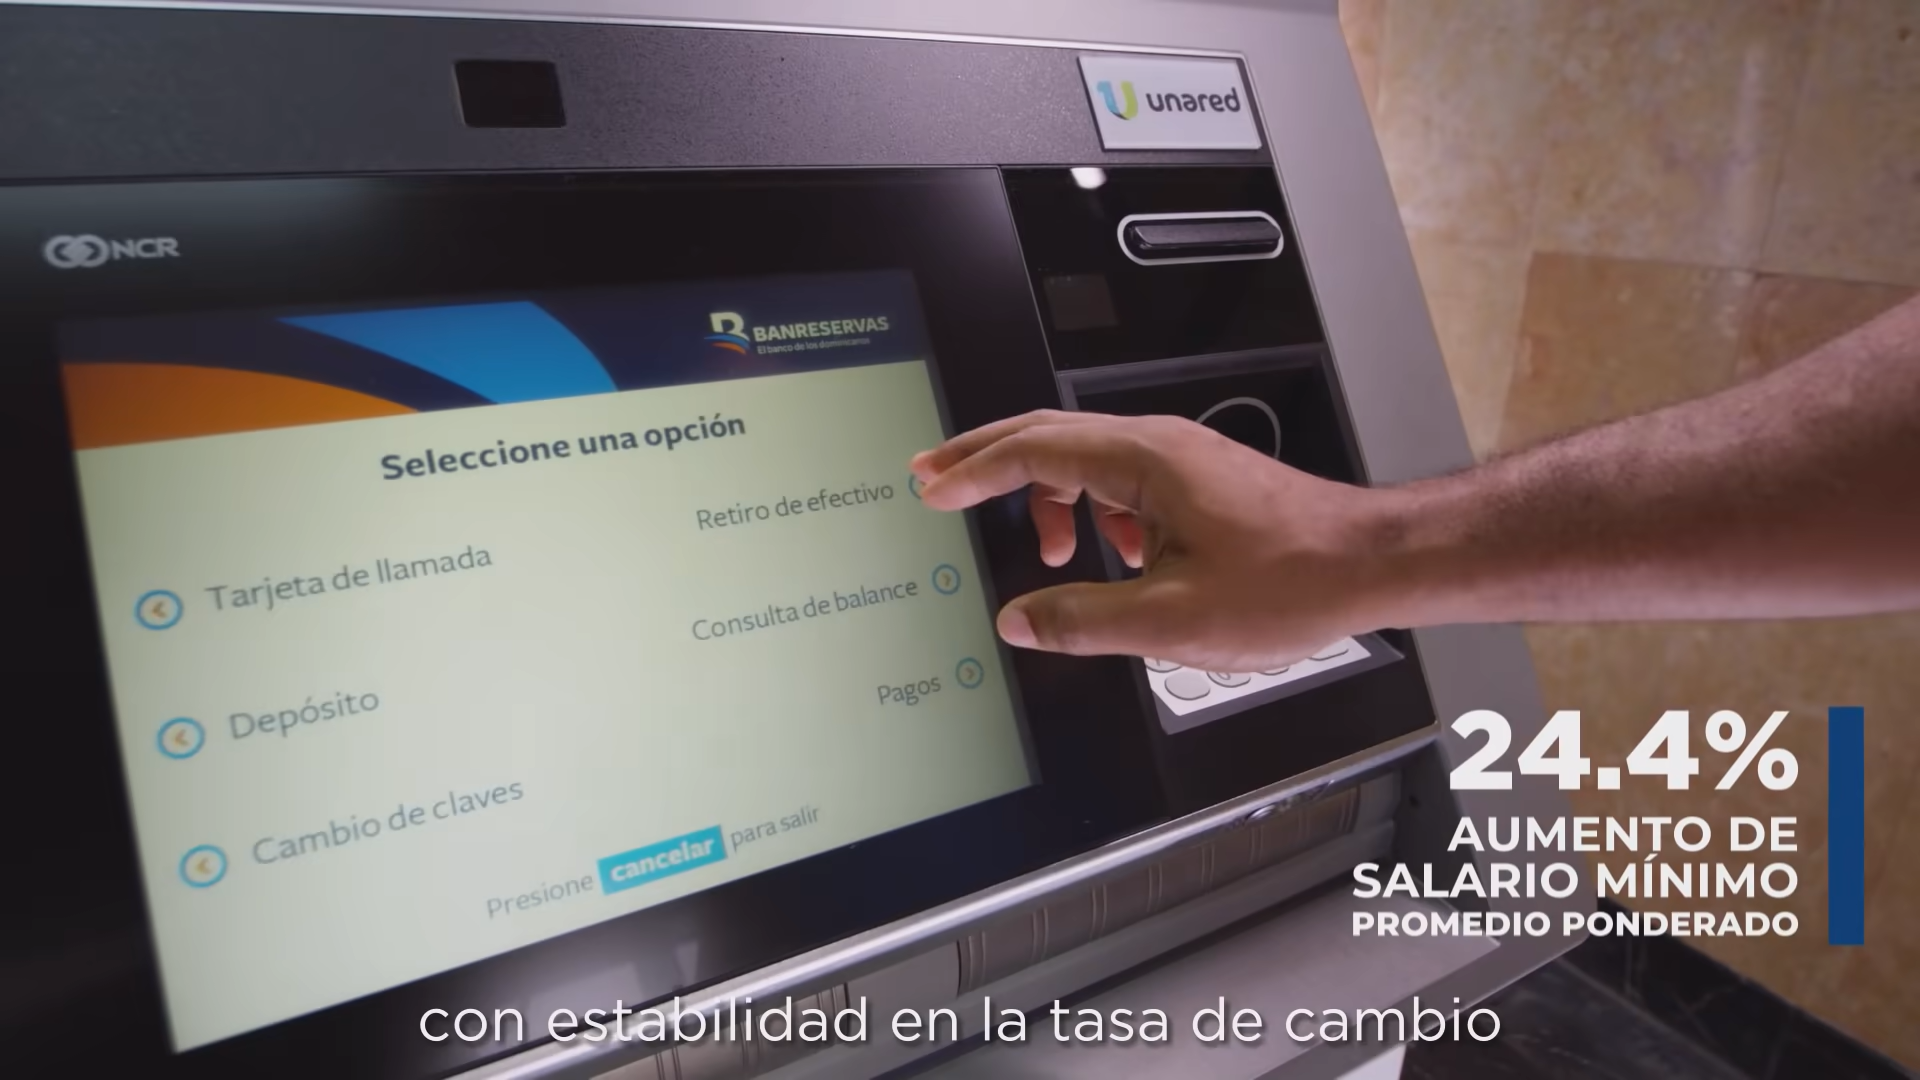 unared
NCR
BANRESERVAS
El banco de los dominicanos
Seleccione una opción
Retiro de efectivo
Tarjeta de llamada
Consulta de balance
Depósito
Pagos
Cambio de claves
Presione cancelar para salir
24.4%
AUMENTO DE
SALARIO MÍNIMO
PROMEDIO PONDERADO
con estabilidad en la tasa de cambio